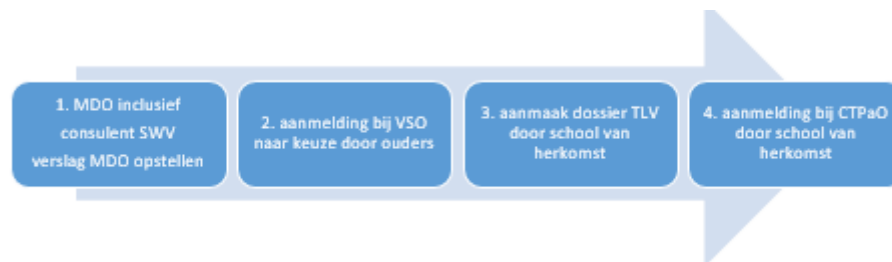 1. MDO inclusief
consulent SWV
verslag MDO opstellen
2. aanmelding bij VSO
naar keuze door ouders
3. aanmaak dossier TLV
door school van
herkomst
4. aanmelding bij CTPaO
door school van
herkomst